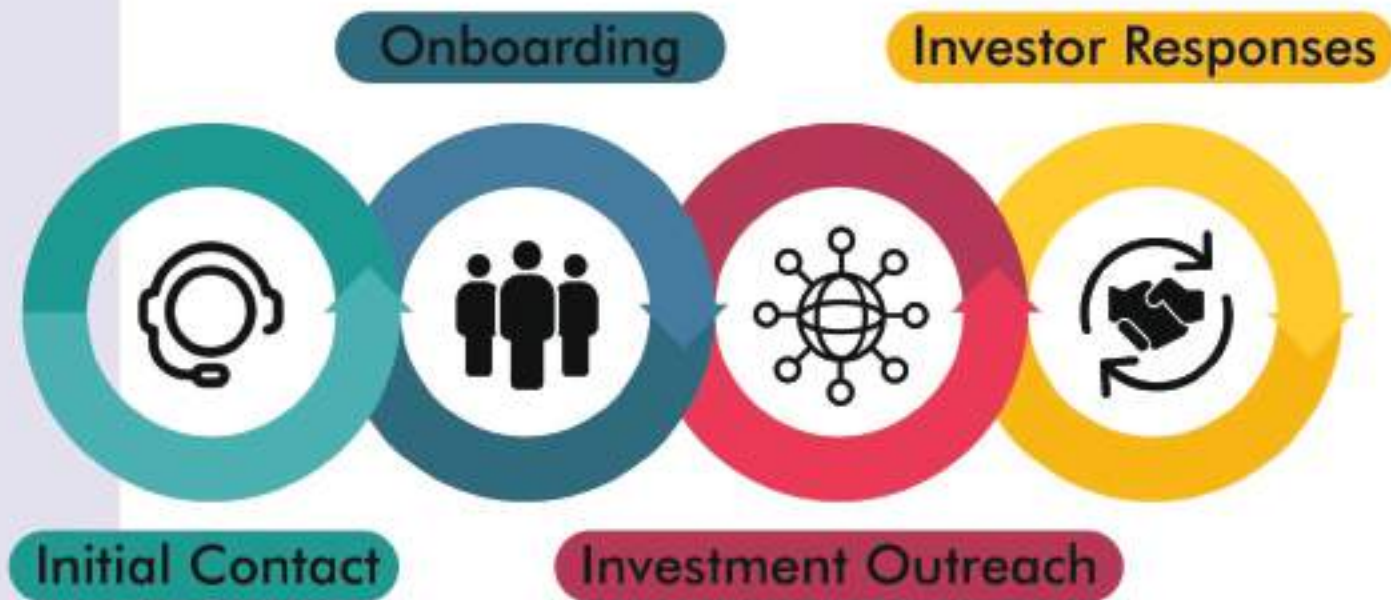 Onboarding
Investor Responses
Initial Contact
Investment Outreach